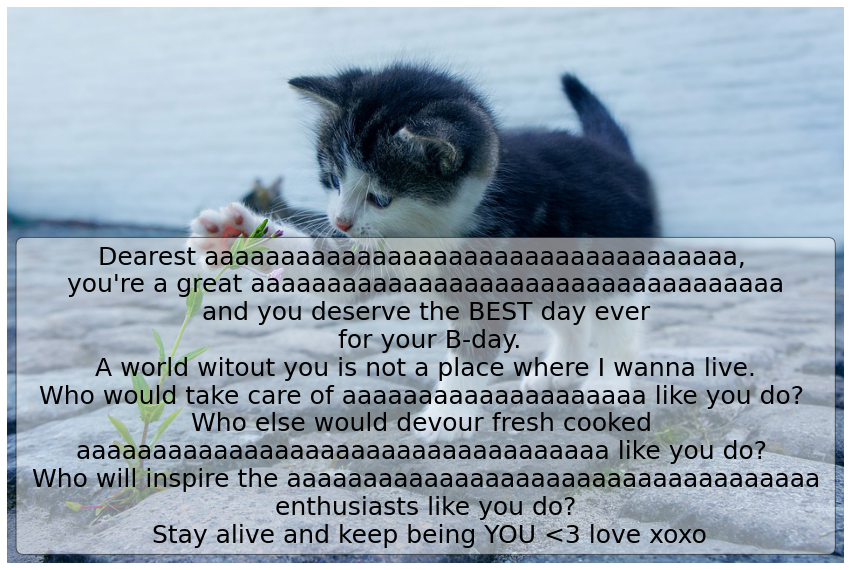 Dearest aaaaaaaaaaaaaaaaaaaaaaaaaaaaaaaaaaa,
you're a great aaaaaaaaaaaaaaaaaaaaaaaaaaaaaaaaaaa
and you deserve the BEST day ever
for your B-day.
A world witout you is not a place where I wanna live.
Who would take care of aaaaaaaaaaaaaaaaaaaa like you do?
Who else would devour fresh cooked
aaaaaaaaaaaaaaaaaaaaaaaaaaaaaaaaaaa like you do?
Who will inspire the aaaaaaaaaaaaaaaaaaaaaaaaaaaaaaaaaaa
enthusiasts like you do?
Stay alive and keep being YOU <3 love xoxo